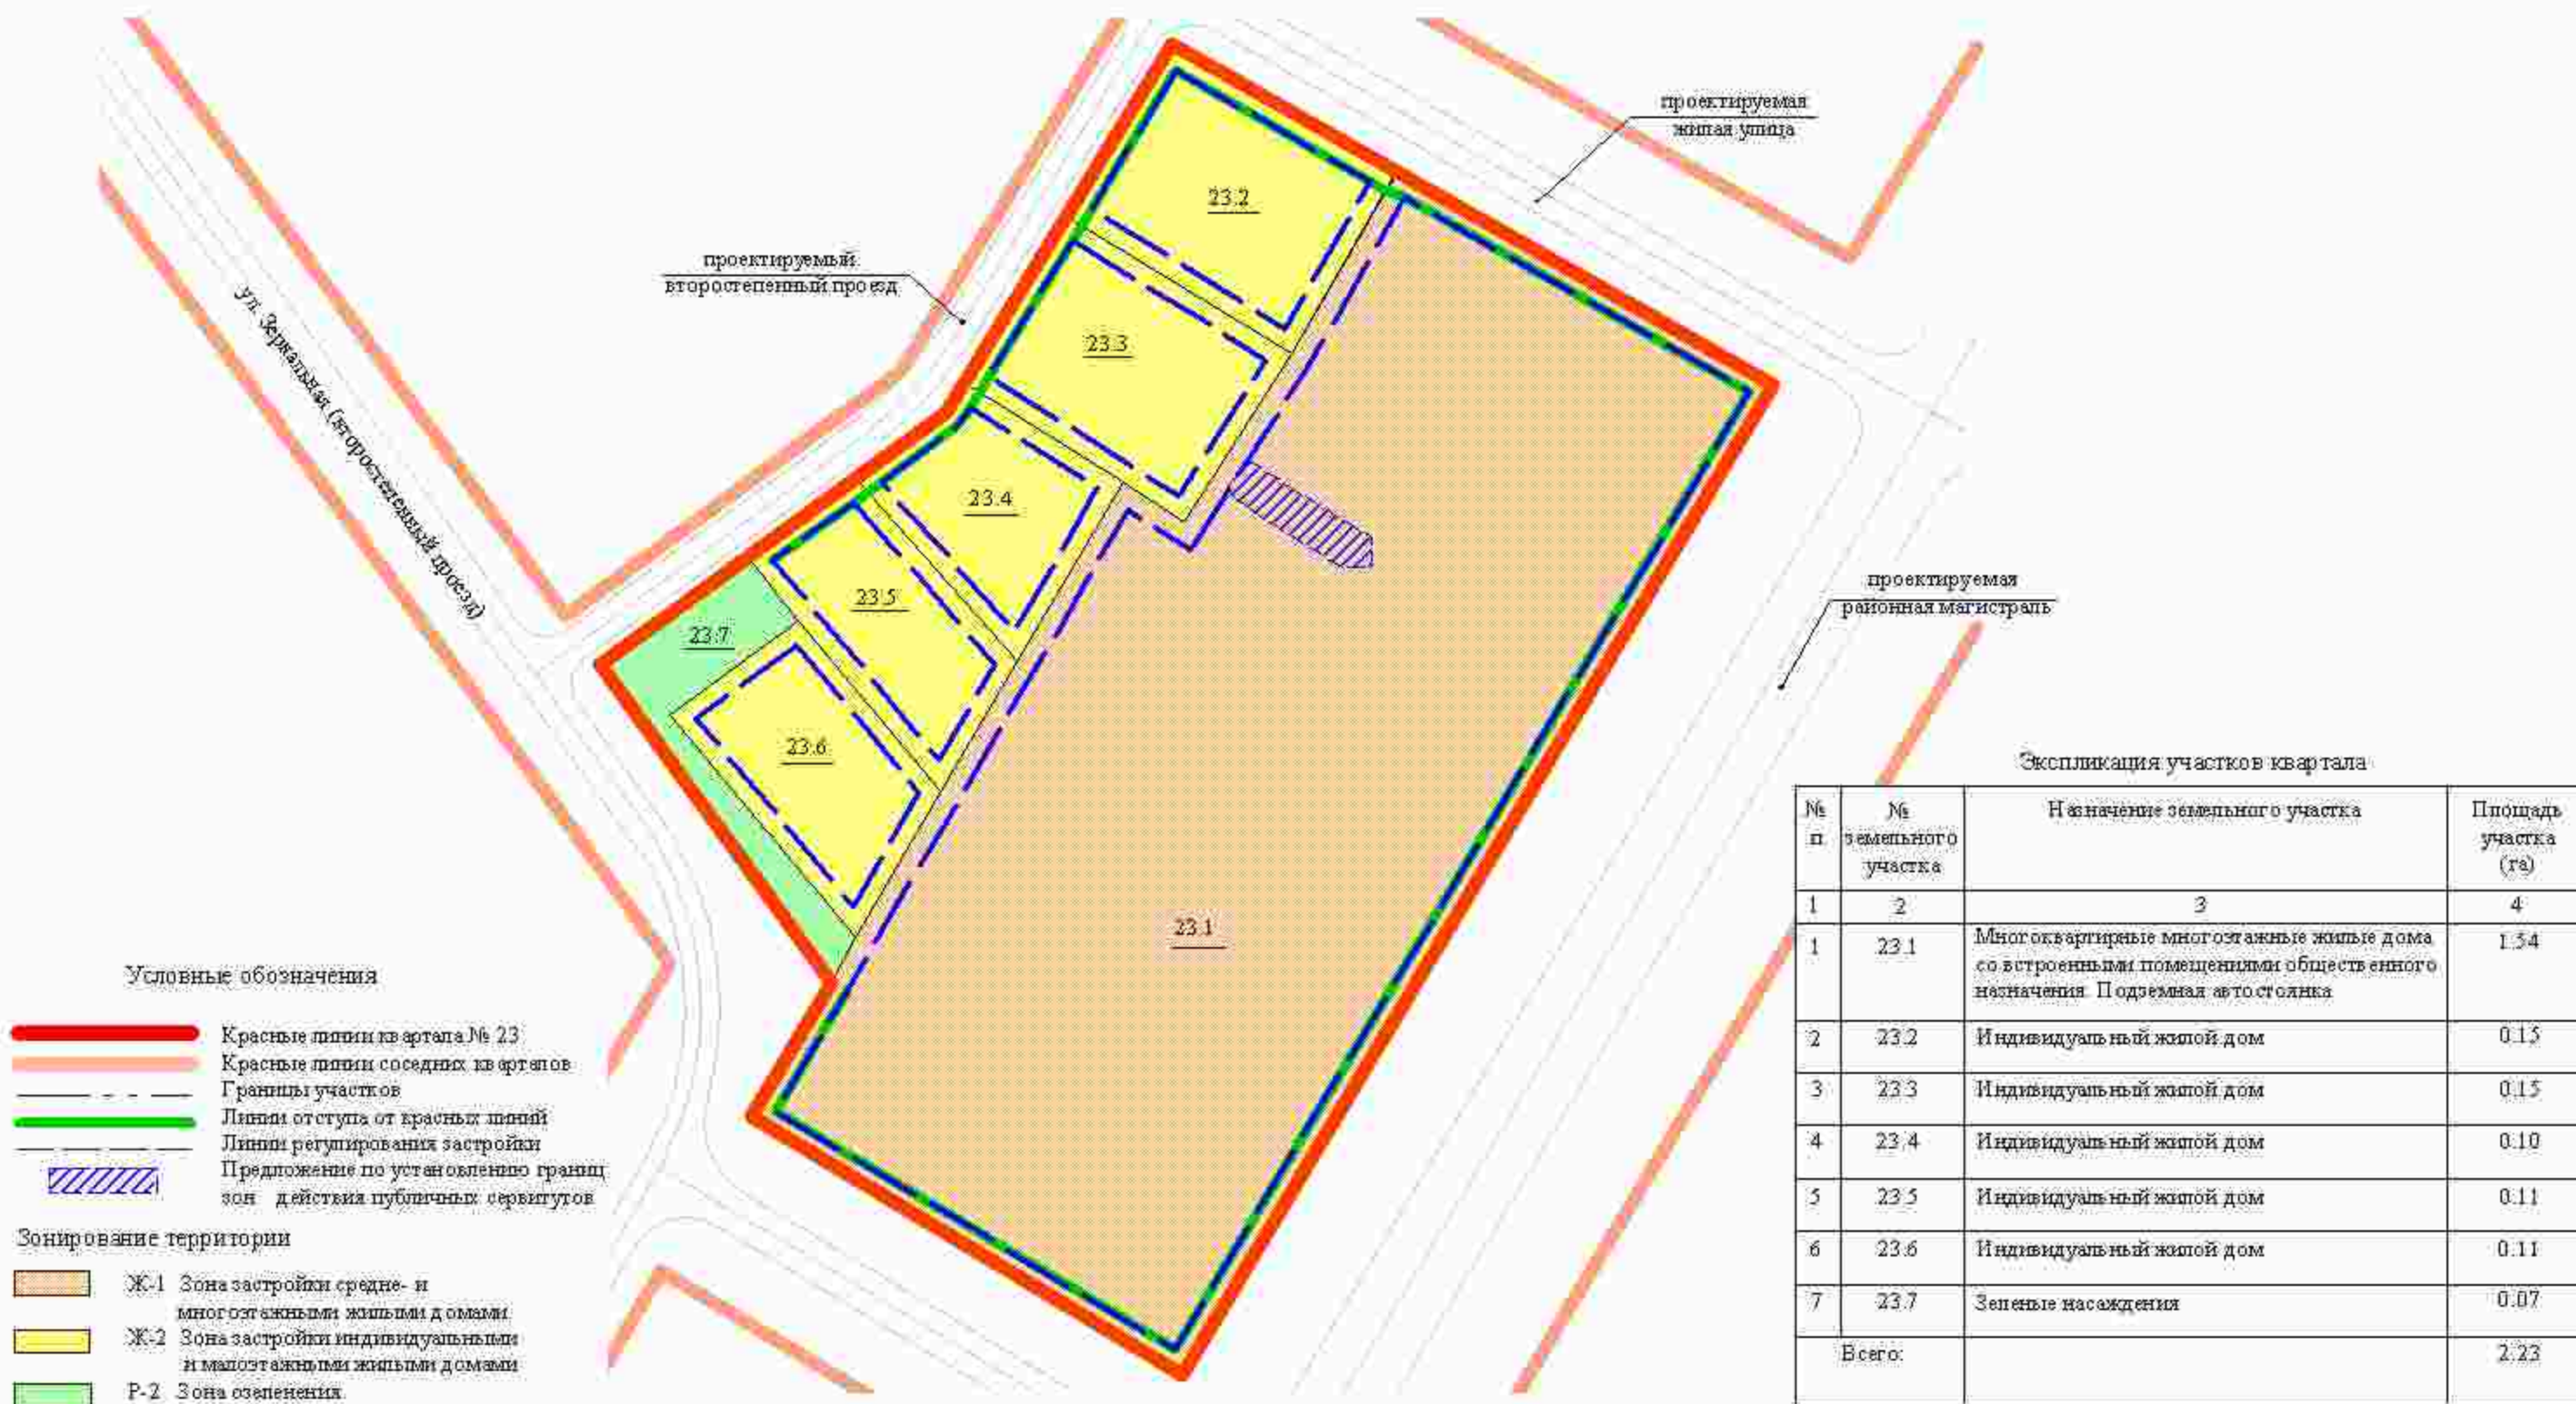 проектируемая
жилая улица
23.2
проектируемый
второстепенный проезд
23.3
ул. Зеркальная (второстепенный проезд)
23.4
проектируемая
районная магистраль
23.5
23.7
23.6
23.1
Экспликация участков квартала
№ п. № земельного участка Назначение земельного участка Площадь участка (га)
1 2 3 4
1 23.1 Многоквартирные многоэтажные жилые дома 1.54
со встроенными помещениями общественного
назначения. Подземная автостоянка
2 23.2 Индивидуальный жилой дом 0.15
3 23.3 Индивидуальный жилой дом 0.15
4 23.4 Индивидуальный жилой дом 0.10
5 23.5 Индивидуальный жилой дом 0.11
6 23.6 Индивидуальный жилой дом 0.11
7 23.7 Зеленые насаждения 0.07
Всего: 2.23
Условные обозначения
Красные линии квартала № 23
Красные линии соседних кварталов
Границы участков
Линии отступа от красных линий
Линии регулирования застройки
Предложение по установлению границ
зон действия публичных сервитутов
Зонирование территории
Ж-1 Зона застройки средне- и
многоэтажными жилыми домами
Ж-2 Зона застройки индивидуальными
и малоэтажными жилыми домами
Р-2 Зона озеленения